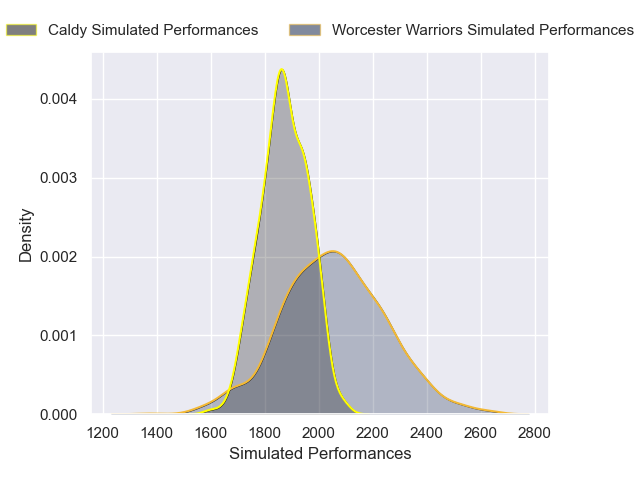 Caldy Simulated Performances
Worcester Warriors Simulated Performances
0.004
0.003
0.002
0.001
0.000
Density
1200 1400 1600 1800 2000 2200 2400 2600 2800
Simulated Performances